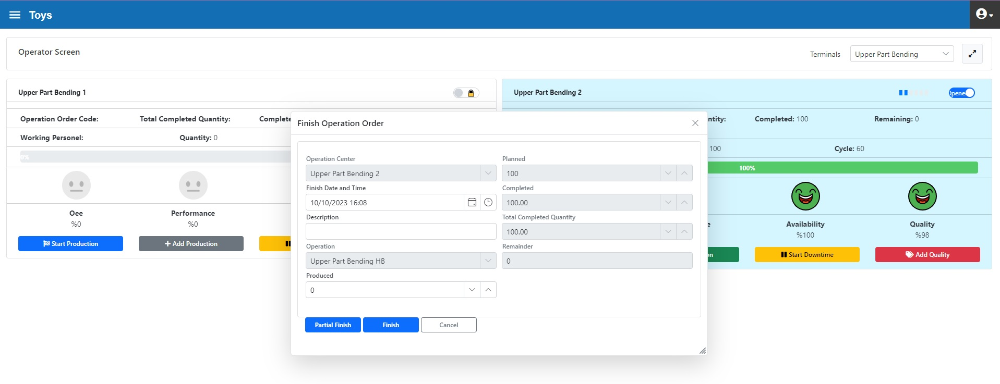 Toys
Operator Screen
Terminals Upper Part Bending
Upper Part Bending 1
Operation Order Code: Total Completed Quantity:
Working Personel: Quantity: 0
0%
Oee Performance
%0 %0
Start Production Add Production
Upper Part Bending 2
Completed: 100 Remaining: 0
100 Cycle: 60
100%
Availability Quality
%100 %98
Start Downtime Add Quality
Finish Operation Order
Operation Center Planned
Upper Part Bending 2 100
Finish Date and Time Completed
10/10/2023 16:08 100.00
Description Total Completed Quantity
100.00
Operation Remainder
Upper Part Bending HB 0
Produced
0
Partial Finish Finish Cancel